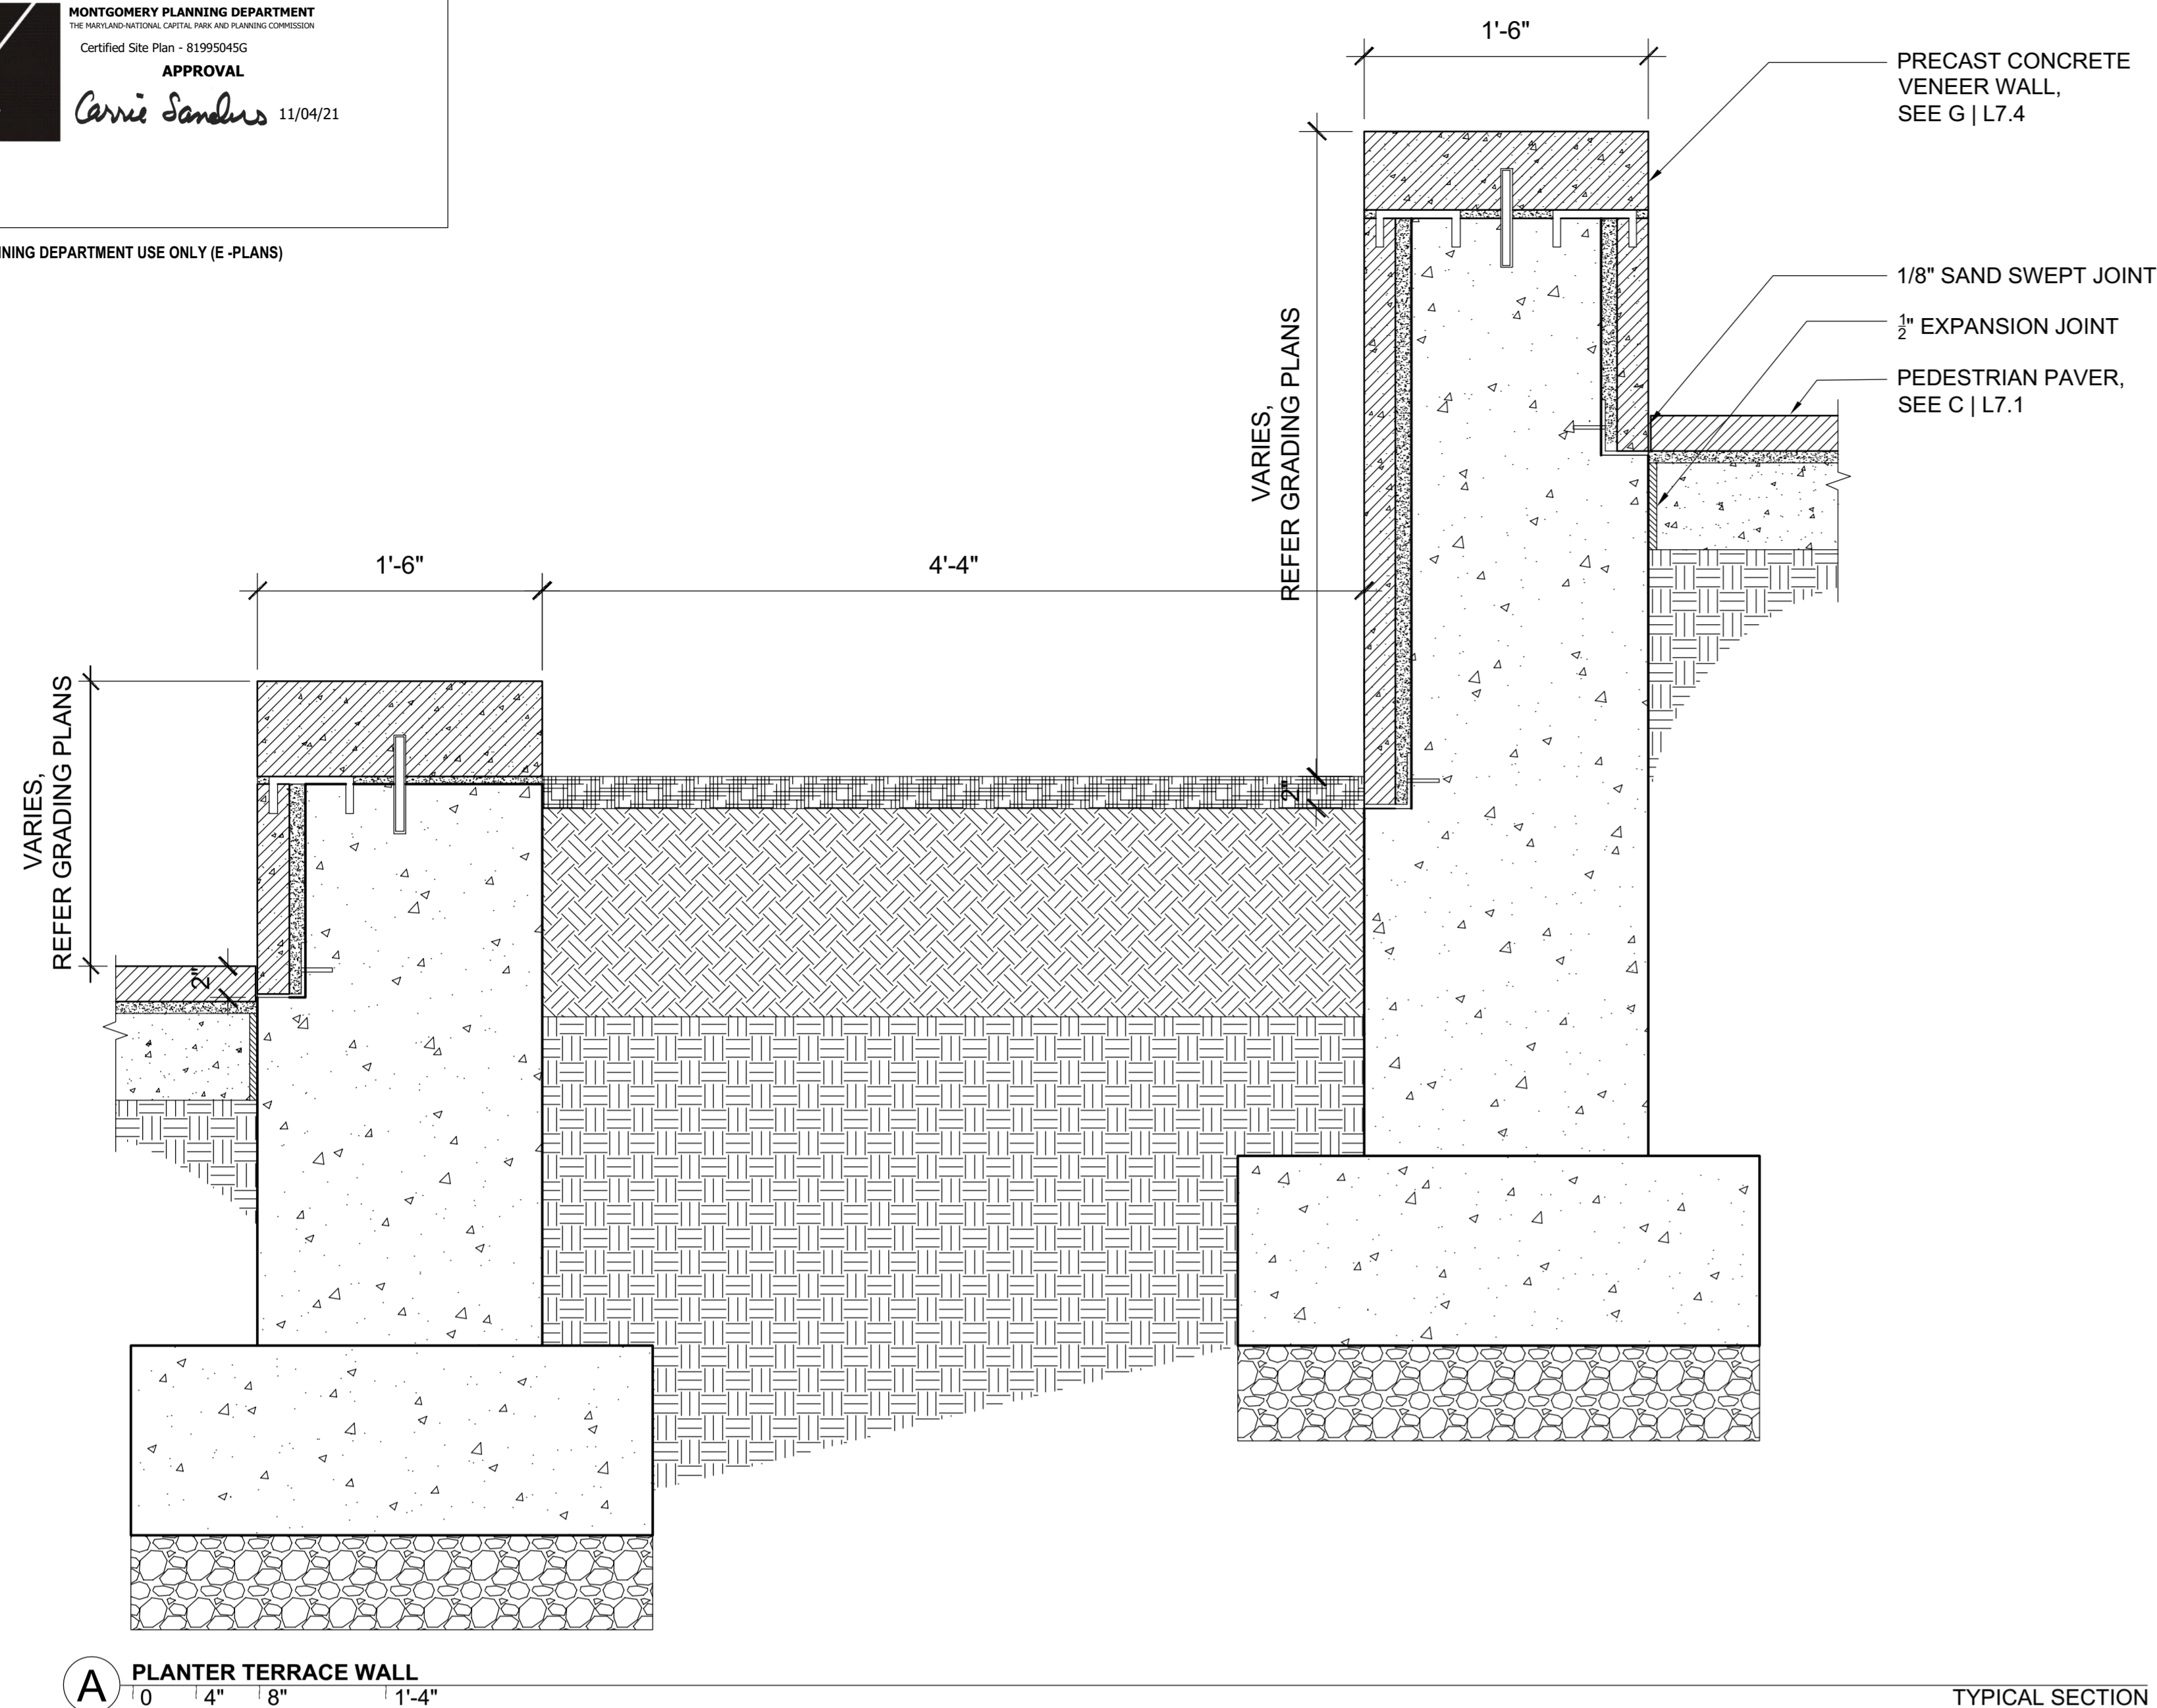 MONTGOMERY PLANNING DEPARTMENT
THE MARYLAND-NATIONAL CAPITAL PARK AND PLANNING COMMISSION
Certified Site Plan - 81995045G
APPROVAL
Carrie Sanders 11/04/21
NNING DEPARTMENT USE ONLY (E -PLANS)
1'-6"
PRECAST CONCRETE
VENEER WALL,
SEE G | L7.4
1/8" SAND SWEPT JOINT
½" EXPANSION JOINT
PEDESTRIAN PAVER,
SEE C | L7.1
VARIES,
REFER GRADING PLANS
1'-6"
4'-4"
VARIES,
REFER GRADING PLANS
2"
2"
A
PLANTER TERRACE WALL
0 4" 8" 1'-4"
TYPICAL SECTION